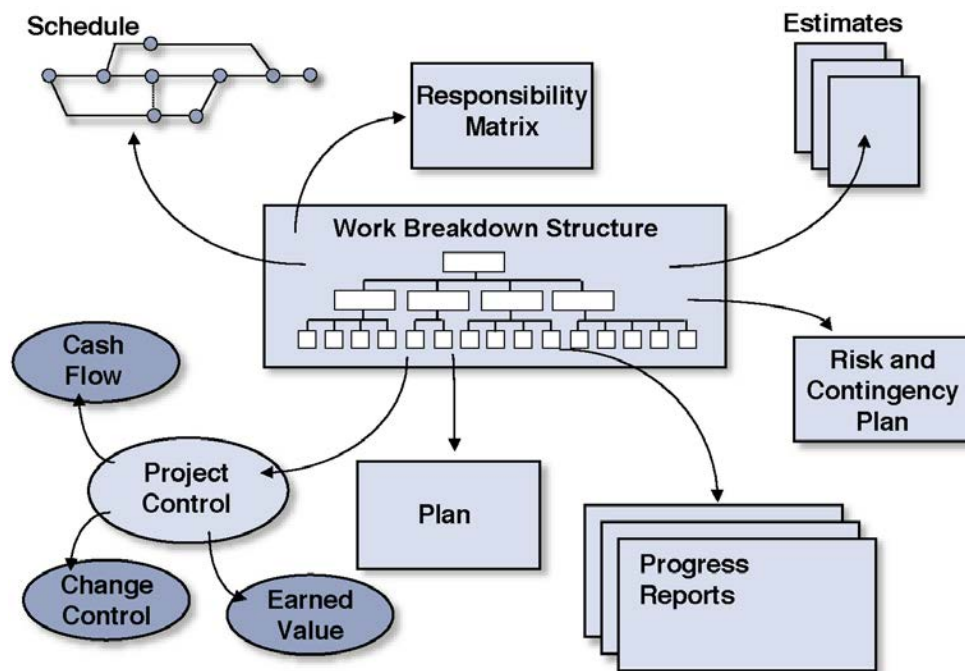 Schedule
Estimates
Responsibility
Matrix
Work Breakdown Structure
Cash
Flow
Risk and
Contingency
Plan
Project
Control
Plan
Progress
Reports
Change
Control
Earned
Value